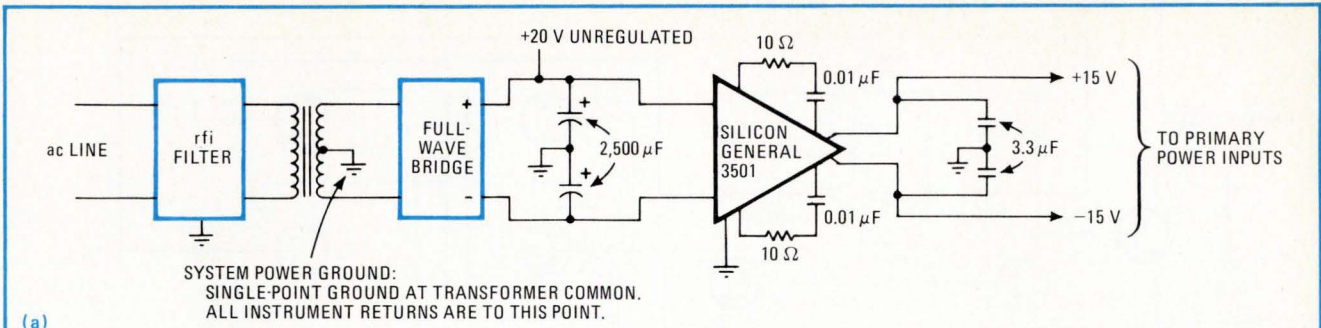 +20 V UNREGULATED
10 Ω
0.01 µF
+15 V
ac LINE
rfi
FILTER
FULL-
WAVE
BRIDGE
+
−
+
+
2,500 µF
SILICON
GENERAL
3501
3.3 µF
TO PRIMARY
POWER INPUTS
0.01 µF
10 Ω
−15 V
SYSTEM POWER GROUND:
SINGLE-POINT GROUND AT TRANSFORMER COMMON.
ALL INSTRUMENT RETURNS ARE TO THIS POINT.
(a)